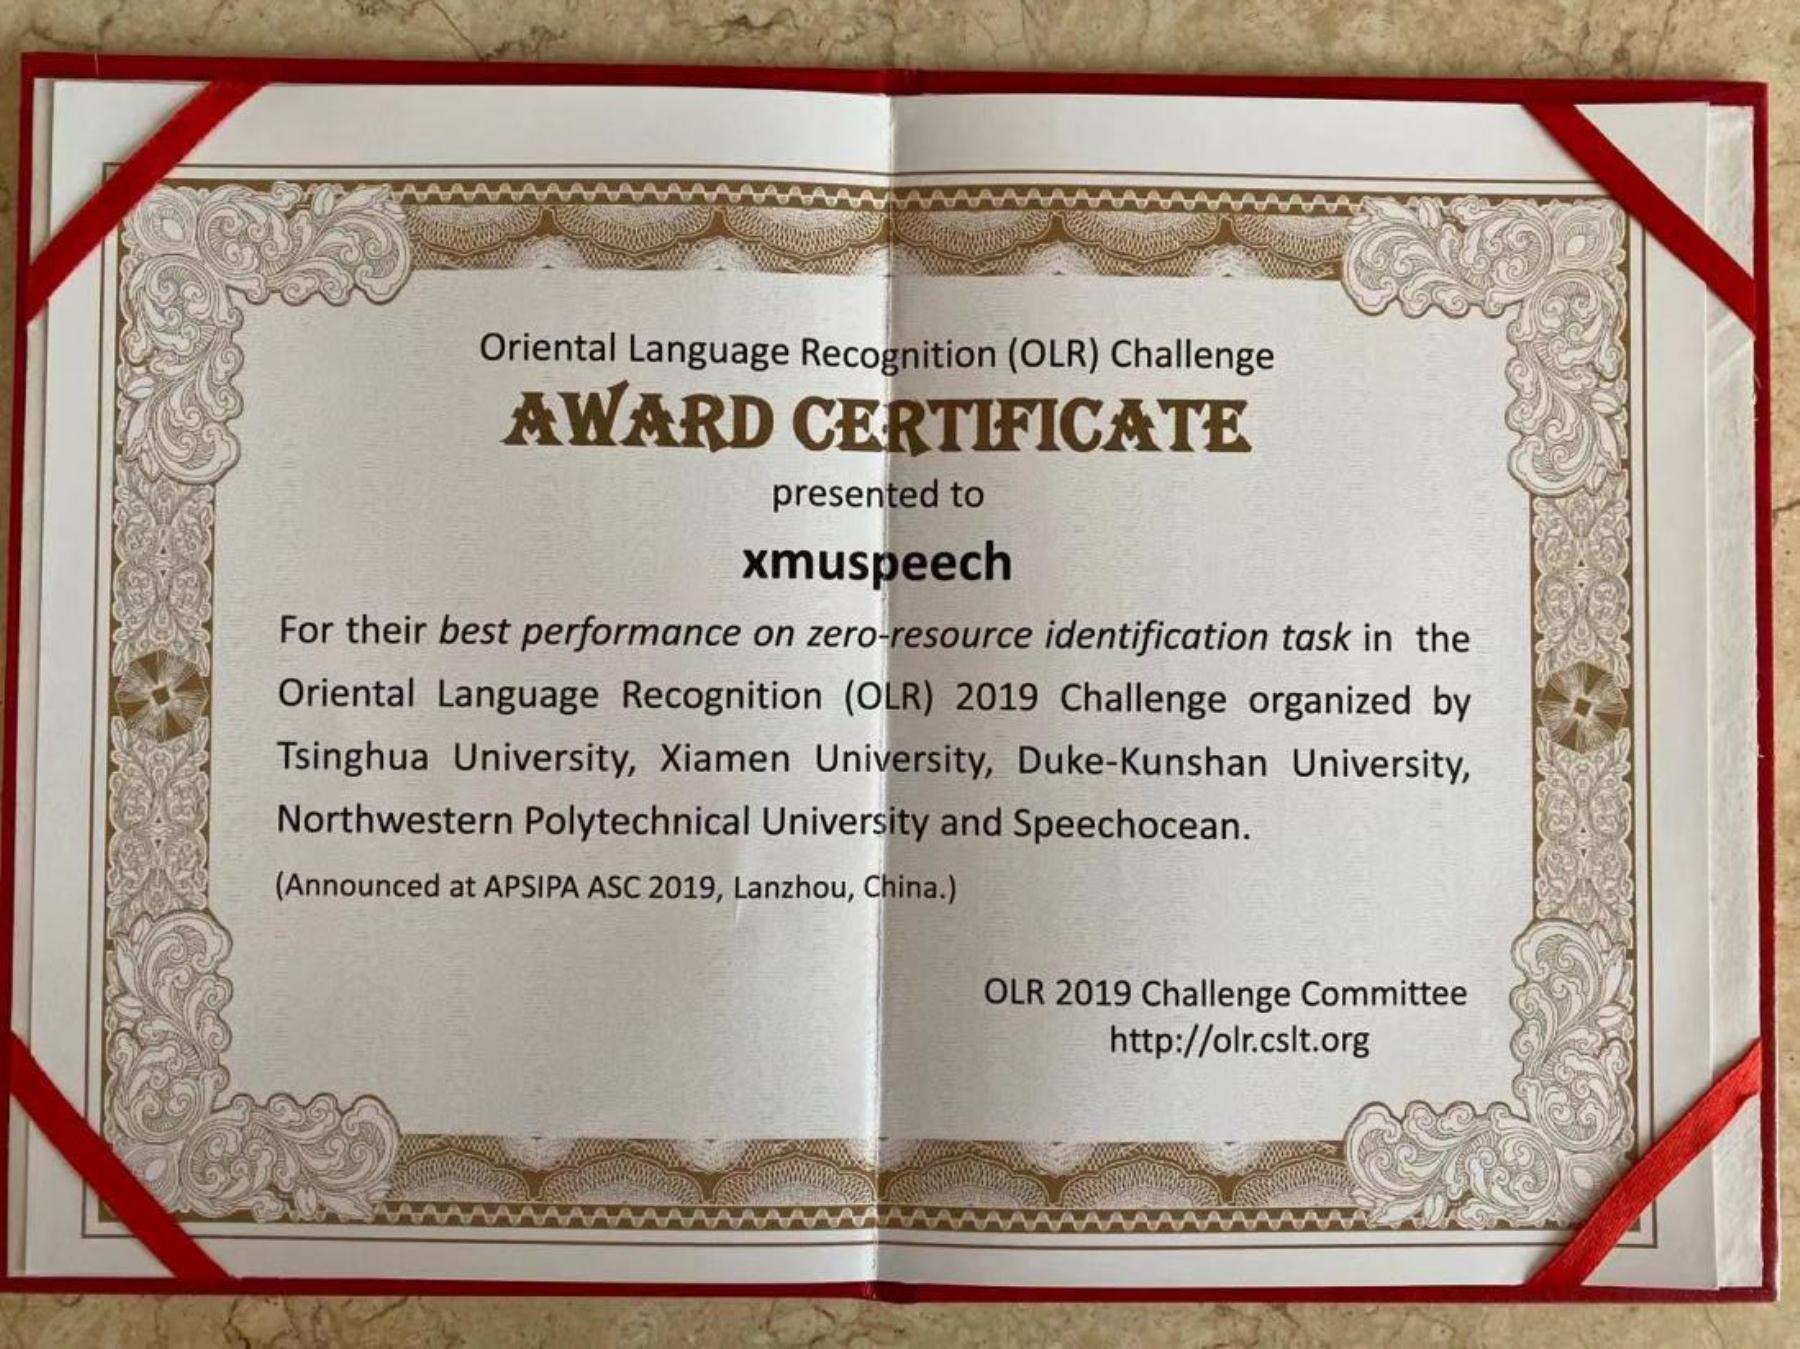 Oriental Language Recognition (OLR) Challenge
AWARD CERTIFICATE
presented to
xmuspeech
For their best performance on zero-resource identification task in the
Oriental Language Recognition (OLR) 2019 Challenge organized by
Tsinghua University, Xiamen University, Duke-Kunshan University,
Northwestern Polytechnical University and Speechocean.
(Announced at APSIPA ASC 2019, Lanzhou, China.)
OLR 2019 Challenge Committee
http://olr.cslt.org